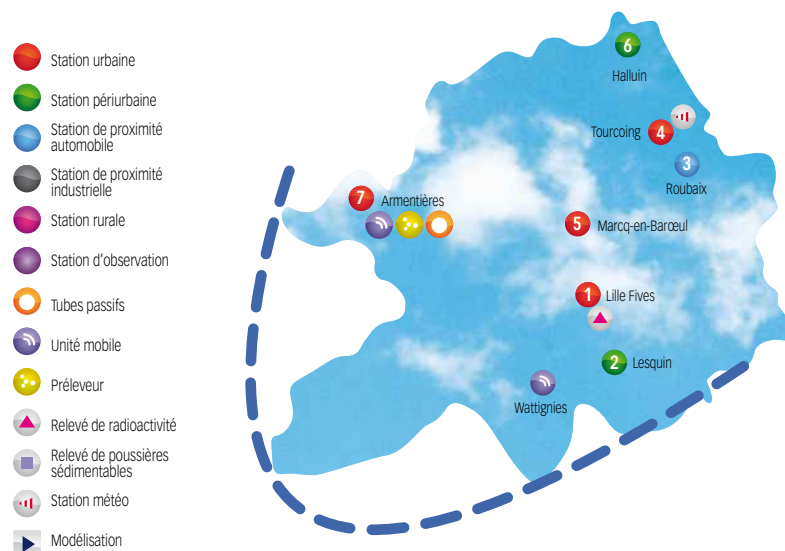 Station urbaine
Station périurbaine
Station de proximité
automobile
Station de proximité
industrielle
Station rurale
Station d'observation
Tubes passifs
Unité mobile
Préleveur
Relevé de radioactivité
Relevé de poussières
sédimentables
Station météo
Modélisation
6
Halluin
Tourcoing
4
3
Roubaix
7
Armentières
5
Marcq-en-Barœul
1
Lille Fives
2
Lesquin
Wattignies